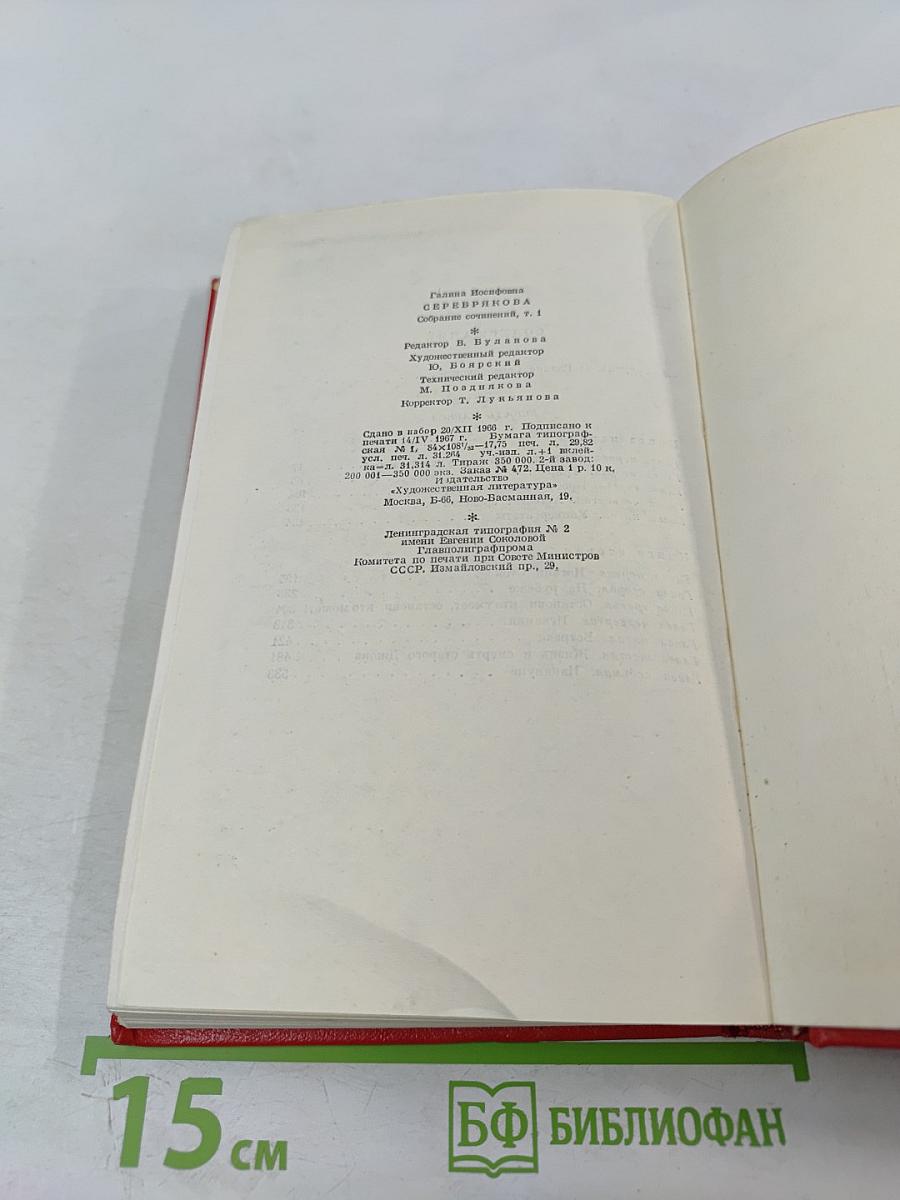 Галина Иосифовна
СЕРЕБРЯКОВА
Собрание сочинений, т. 1
*
Редактор В. Буланова
Художественный редактор
Ю. Боярский
Технический редактор
М. Позднякова
Корректор Т. Лукьянова
*
Сдано в набор 20/XII 1966 г. Подписано к
печати 14/IV 1967 г. Бумага типограф-
ская № 1, 84×108¹/₃₂—17,75 печ. л. 29,82
усл. печ. л. 31.264 уч.-изд. л.+1 вклей-
ка=л. 31,314 л. Тираж 350 000. 2-й завод:
200 001—350 000 экз. Заказ № 472. Цена 1 р. 10 к.
Издательство
«Художественная литература»
Москва, Б-66, Ново-Басманная, 19.
*
Ленинградская типография № 2
имени Евгении Соколовой
Главполиграфпрома
Комитета по печати при Совете Министров
СССР. Измайловский пр., 29.
15 см
БФ БИБЛИОФАН